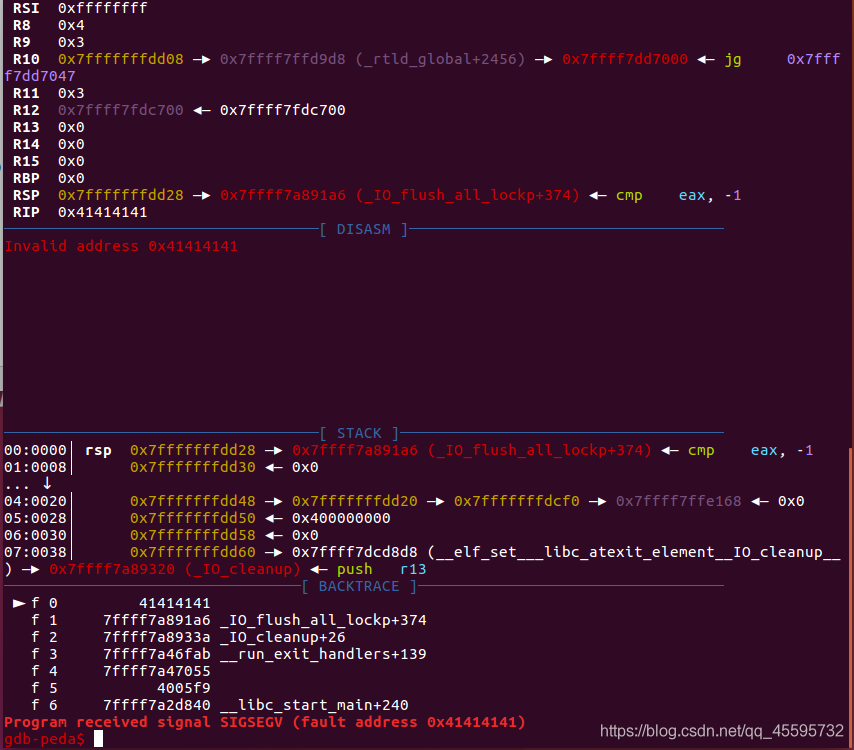 RSI  0xffffffff
R8   0x4
R9   0x3
R10  0x7fffffffdd08 —▸ 0x7ffff7ffd9d8 (_rtld_global+2456) —▸ 0x7ffff7dd7000 ◂— jg     0x7fff
f7dd7047
R11  0x3
R12  0x7ffff7fdc700 ◂— 0x7ffff7fdc700
R13  0x0
R14  0x0
R15  0x0
RBP  0x0
RSP  0x7fffffffdd28 —▸ 0x7ffff7a891a6 (_IO_flush_all_lockp+374) ◂— cmp    eax, -1
RIP  0x41414141
[ DISASM ]
Invalid address 0x41414141
[ STACK ]
00:0000│ rsp  0x7fffffffdd28 —▸ 0x7ffff7a891a6 (_IO_flush_all_lockp+374) ◂— cmp    eax, -1
01:0008│      0x7fffffffdd30 ◂— 0x0
... ↓
04:0020│      0x7fffffffdd48 —▸ 0x7fffffffdd20 —▸ 0x7fffffffdcf0 —▸ 0x7ffff7ffe168 ◂— 0x0
05:0028│      0x7fffffffdd50 ◂— 0x400000000
06:0030│      0x7fffffffdd58 ◂— 0x0
07:0038│      0x7fffffffdd60 —▸ 0x7ffff7dcd8d8 (__elf_set___libc_atexit_element__IO_cleanup__
) —▸ 0x7ffff7a89320 (_IO_cleanup) ◂— push   r13
[ BACKTRACE ]
► f 0         41414141
f 1     7ffff7a891a6 _IO_flush_all_lockp+374
f 2     7ffff7a8933a _IO_cleanup+26
f 3     7ffff7a46fab __run_exit_handlers+139
f 4     7ffff7a47055
f 5           4005f9
f 6     7ffff7a2d840 __libc_start_main+240
Program received signal SIGSEGV (fault address 0x41414141)
gdb-peda$
https://blog.csdn.net/qq_45595732